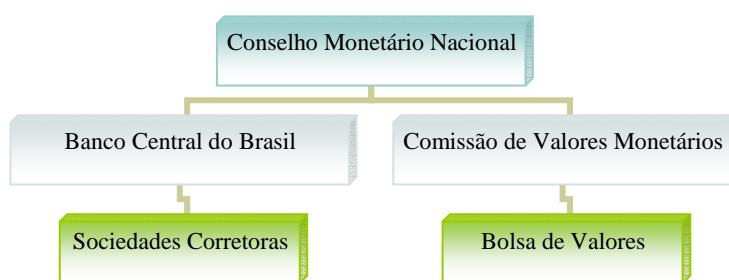 Conselho Monetário Nacional
Banco Central do Brasil
Comissão de Valores Monetários
Sociedades Corretoras
Bolsa de Valores